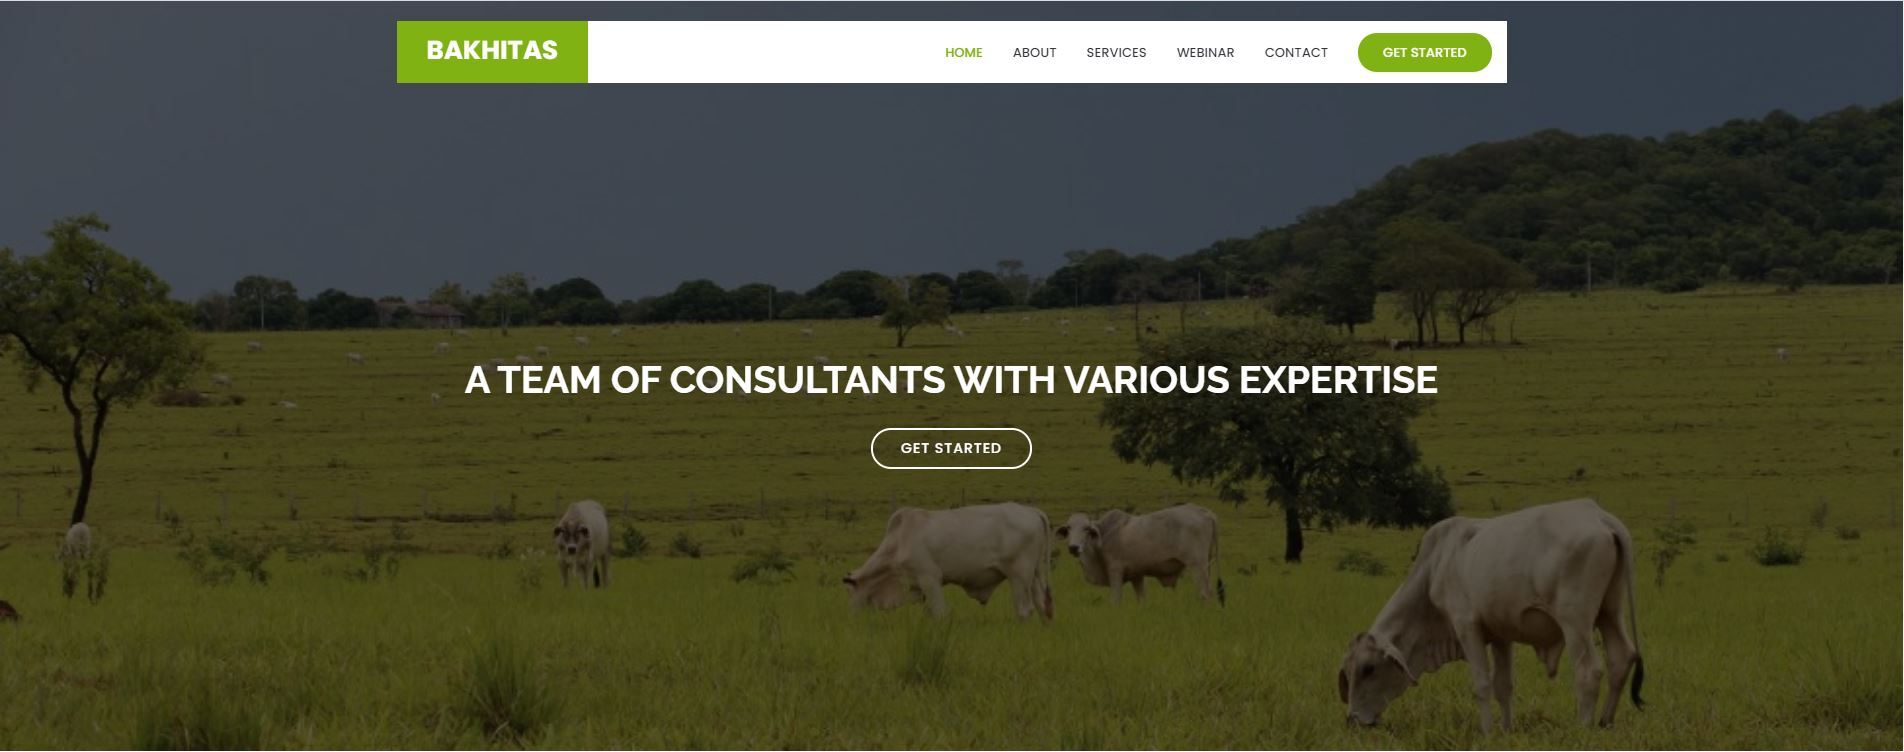 BAKHITAS
HOME ABOUT SERVICES WEBINAR CONTACT GET STARTED
A TEAM OF CONSULTANTS WITH VARIOUS EXPERTISE
GET STARTED